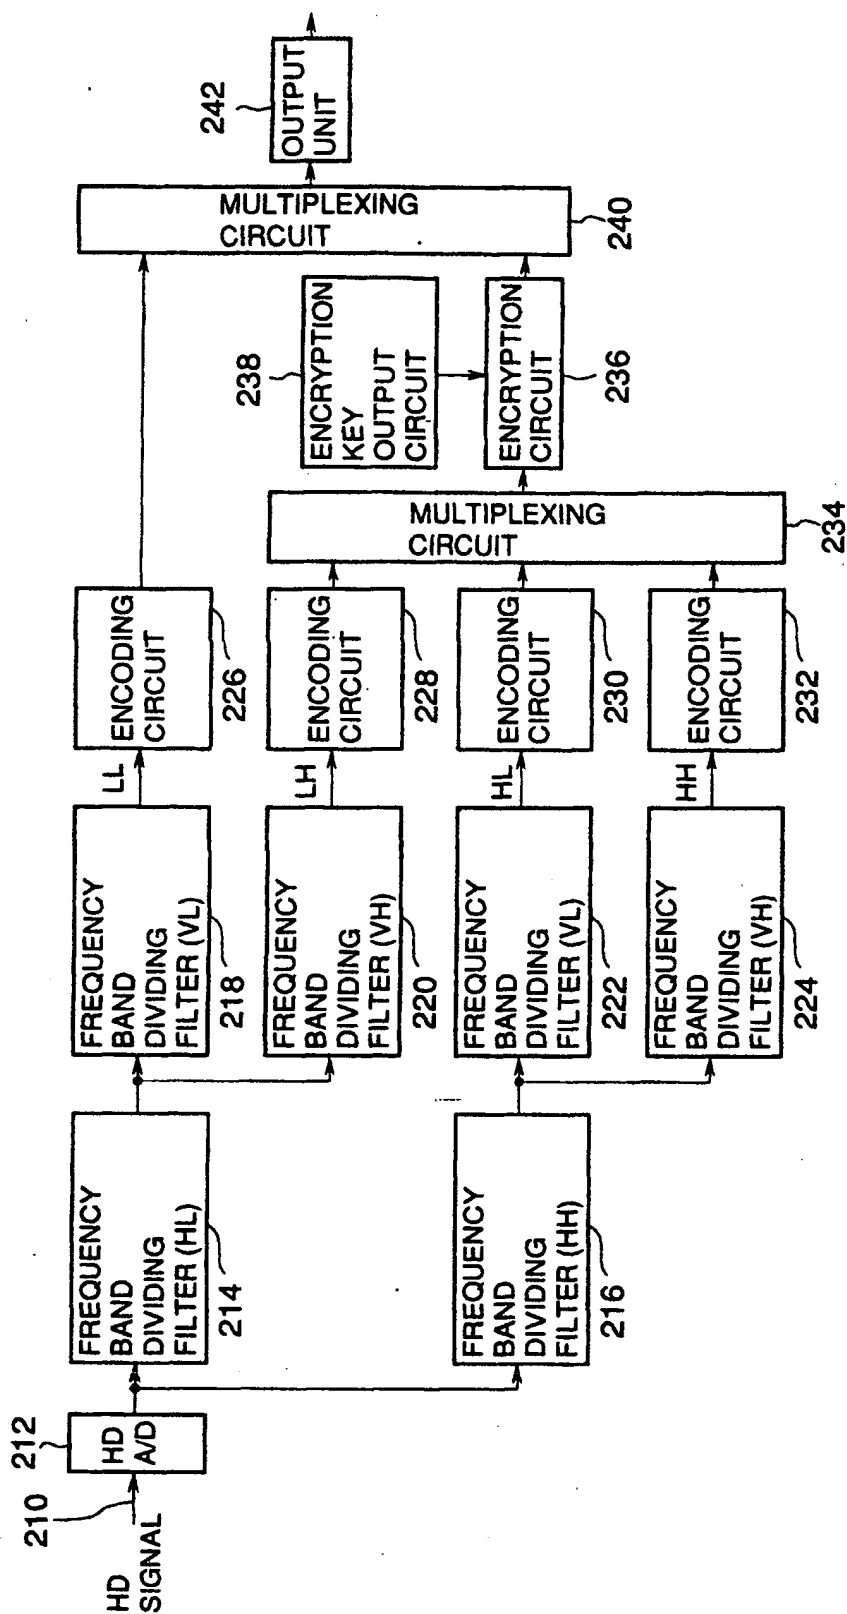 HD
SIGNAL
210
212
HD
A/D
FREQUENCY
BAND
DIVIDING
FILTER (HL)
214
FREQUENCY
BAND
DIVIDING
FILTER (HH)
216
FREQUENCY
BAND
DIVIDING
FILTER (VL)
218
FREQUENCY
BAND
DIVIDING
FILTER (VH)
220
FREQUENCY
BAND
DIVIDING
FILTER (VL)
222
FREQUENCY
BAND
DIVIDING
FILTER (VH)
224
LL
LH
HL
HH
ENCODING
CIRCUIT
226
ENCODING
CIRCUIT
228
ENCODING
CIRCUIT
230
ENCODING
CIRCUIT
232
MULTIPLEXING
CIRCUIT
234
238
ENCRYPTION
KEY
OUTPUT
CIRCUIT
ENCRYPTION
CIRCUIT
236
MULTIPLEXING
CIRCUIT
240
242
OUTPUT
UNIT